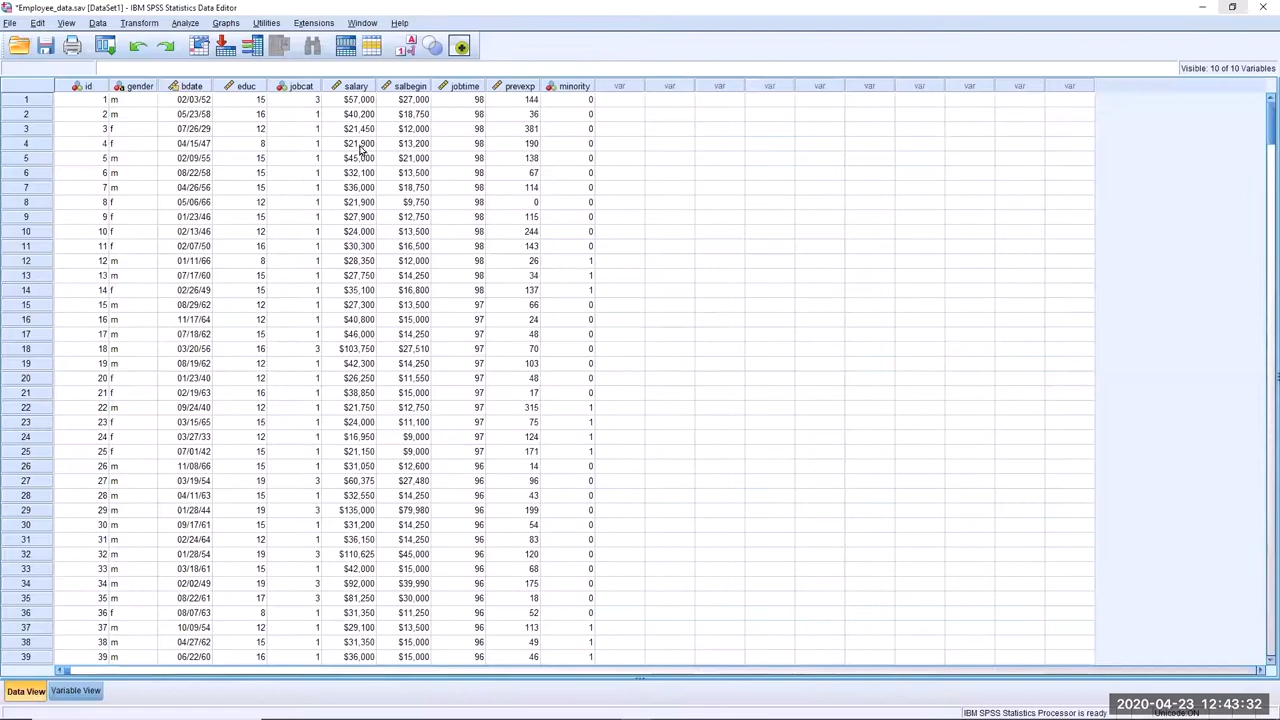 *Employee_data.sav [DataSet1] - IBM SPSS Statistics Data Editor
File Edit View Data Transform Analyze Graphs Utilities Extensions Window Help
Visible: 10 of 10 Variables
id gender bdate educ jobcat salary salbegin jobtime prevexp minority var var var var var var var var var var
1 1 m 02/03/52 15 3 $57,000 $27,000 98 144 0
2 2 m 05/23/58 16 1 $40,200 $18,750 98 36 0
3 3 f 07/26/29 12 1 $21,450 $12,000 98 381 0
4 4 f 04/15/47 8 1 $21,900 $13,200 98 190 0
5 5 m 02/09/55 15 1 $45,000 $21,000 98 138 0
6 6 m 08/22/58 15 1 $32,100 $13,500 98 67 0
7 7 m 04/26/56 15 1 $36,000 $18,750 98 114 0
8 8 f 05/06/66 12 1 $21,900 $9,750 98 0 0
9 9 f 01/23/46 15 1 $27,900 $12,750 98 115 0
10 10 f 02/13/46 12 1 $24,000 $13,500 98 244 0
11 11 f 02/07/50 16 1 $30,300 $16,500 98 143 0
12 12 m 01/11/66 8 1 $28,350 $12,000 98 26 1
13 13 m 07/17/60 15 1 $27,750 $14,250 98 34 1
14 14 f 02/26/49 15 1 $35,100 $16,800 98 137 1
15 15 m 08/29/62 12 1 $27,300 $13,500 97 66 0
16 16 m 11/17/64 12 1 $40,800 $15,000 97 24 0
17 17 m 07/18/62 15 1 $46,000 $14,250 97 48 0
18 18 m 03/20/56 16 3 $103,750 $27,510 97 70 0
19 19 m 08/19/62 12 1 $42,300 $14,250 97 103 0
20 20 f 01/23/40 12 1 $26,250 $11,550 97 48 0
21 21 f 02/19/63 16 1 $38,850 $15,000 97 17 0
22 22 m 09/24/40 12 1 $21,750 $12,750 97 315 1
23 23 f 03/15/65 15 1 $24,000 $11,100 97 75 1
24 24 f 03/27/33 12 1 $16,950 $9,000 97 124 1
25 25 f 07/01/42 15 1 $21,150 $9,000 97 171 1
26 26 m 11/08/66 15 1 $31,050 $12,600 96 14 0
27 27 m 03/19/54 19 3 $60,375 $27,480 96 96 0
28 28 m 04/11/63 15 1 $32,550 $14,250 96 43 0
29 29 m 01/28/44 19 3 $135,000 $79,980 96 199 0
30 30 m 09/17/61 15 1 $31,200 $14,250 96 54 0
31 31 m 02/24/64 12 1 $36,150 $14,250 96 83 0
32 32 m 01/28/54 19 3 $110,625 $45,000 96 120 0
33 33 m 03/18/61 15 1 $42,000 $15,000 96 68 0
34 34 m 02/02/49 19 3 $92,000 $39,990 96 175 0
35 35 m 08/22/61 17 3 $81,250 $30,000 96 18 0
36 36 f 08/07/63 8 1 $31,350 $11,250 96 52 0
37 37 m 10/09/54 12 1 $29,100 $13,500 96 113 1
38 38 m 04/27/62 15 1 $31,350 $15,000 96 49 1
39 39 m 06/22/60 16 1 $36,000 $15,000 96 46 1
Data View Variable View
2020-04-23 12:43:32
IBM SPSS Statistics Processor is ready Unicode:ON